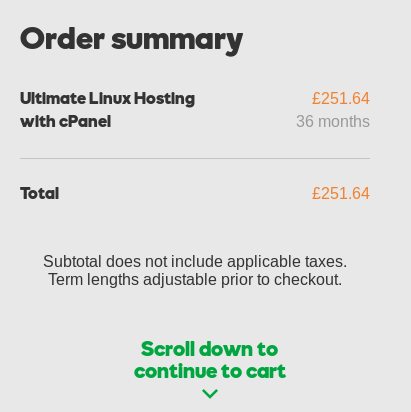 Order summary
Ultimate Linux Hosting £251.64
with cPanel 36 months
Total £251.64
Subtotal does not include applicable taxes.
Term lengths adjustable prior to checkout.
Scroll down to
continue to cart